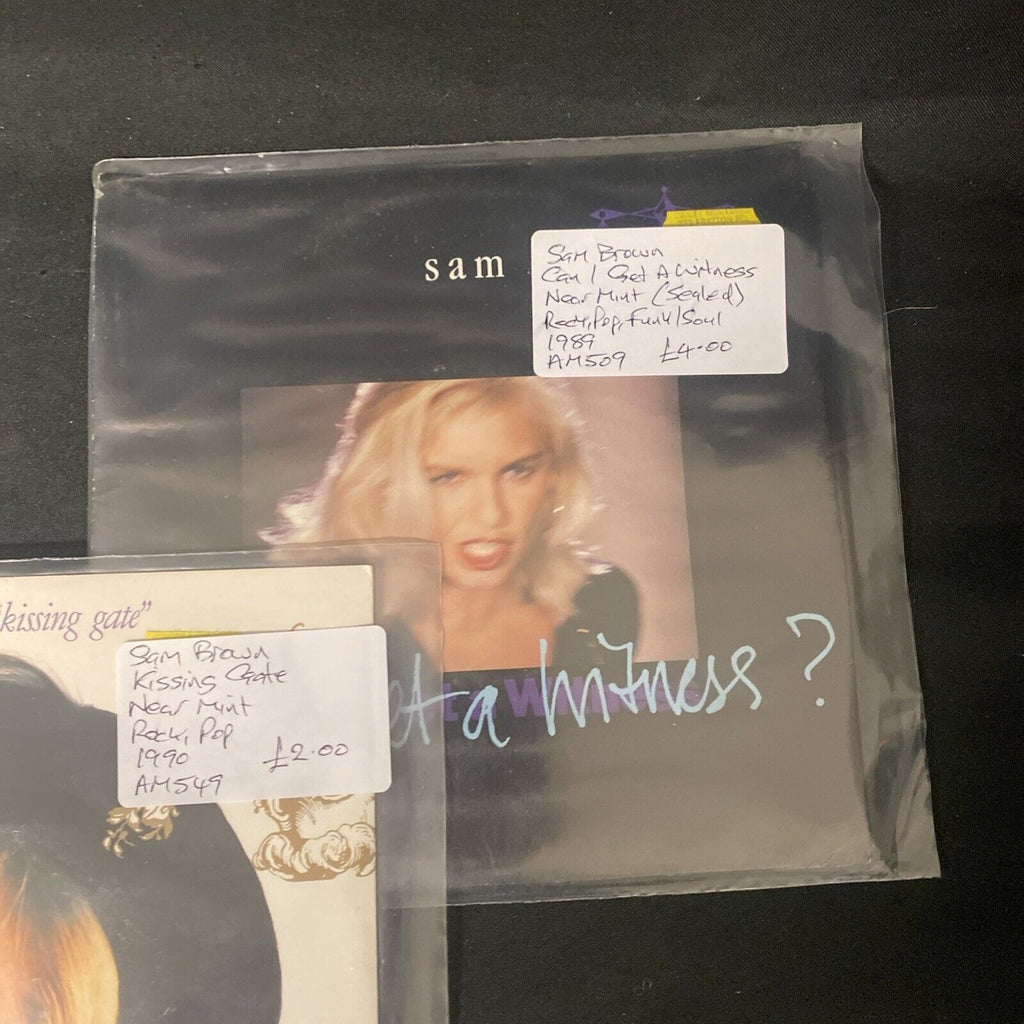 sam
Sam Brown
Can I Get A Witness
Near Mint (Sealed)
Rock, Pop, Funk/Soul
1989
AM509 £4.00
et a Witness?
kissing gate"
Sam Brown
Kissing Gate
Near Mint
Rock, Pop
1990 £2.00
AM549